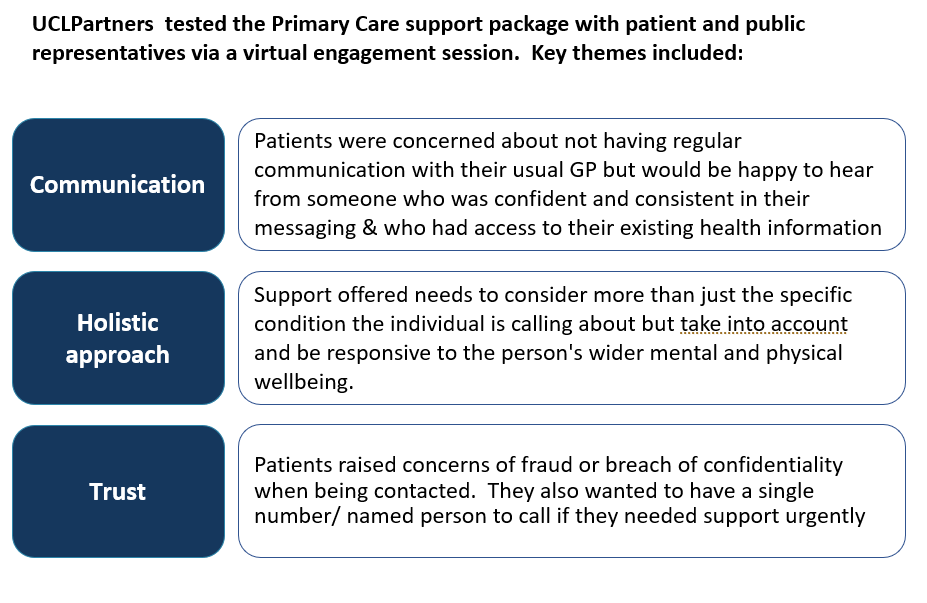 UCLPartners  tested the Primary Care support package with patient and public
representatives via a virtual engagement session.  Key themes included:
Communication
Patients were concerned about not having regular
communication with their usual GP but would be happy to hear
from someone who was confident and consistent in their
messaging & who had access to their existing health information
Holistic
approach
Support offered needs to consider more than just the specific
condition the individual is calling about but take into account
and be responsive to the person's wider mental and physical
wellbeing.
Trust
Patients raised concerns of fraud or breach of confidentiality
when being contacted.  They also wanted to have a single
number/ named person to call if they needed support urgently